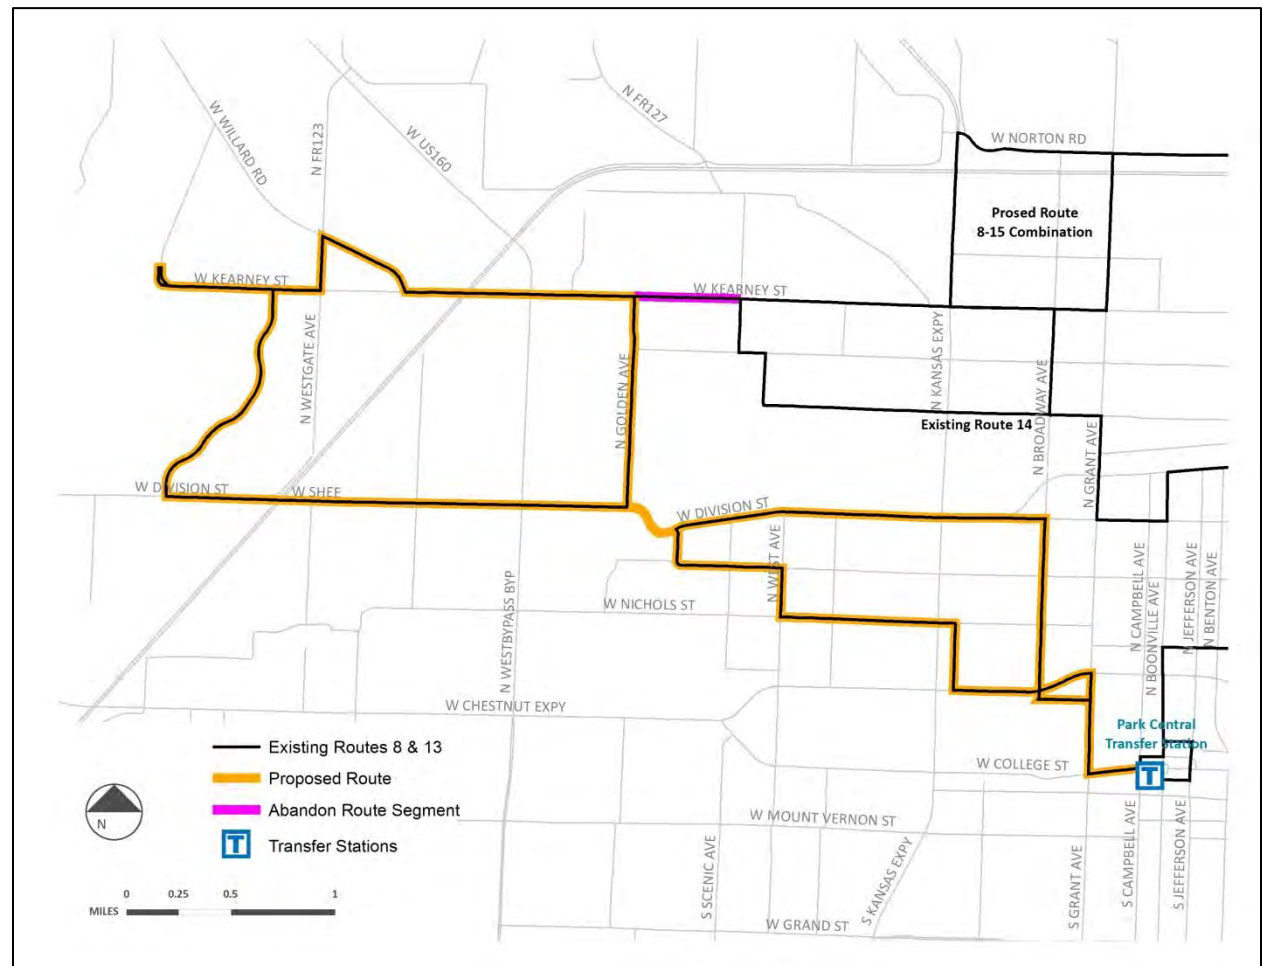 N FR127
W WILLARD RD
N FR123
W US160
W NORTON RD
Prosed Route
8-15 Combination
W KEARNEY ST
W KEARNEY ST
N WESTGATE AVE
N GOLDEN AVE
N KANSAS EXPY
N BROADWAY AVE
Existing Route 14
N GRANT AVE
W DIVISION ST
W SHEE
W DIVISION ST
N WEST AVE
N CAMPBELL AVE
N BOONVILLE AVE
N JEFFERSON AVE
N BENTON AVE
W NICHOLS ST
N WESTBYPASS BYP
W CHESTNUT EXPY
Park Central
Transfer Station
W COLLEGE ST
T
W MOUNT VERNON ST
S SCENIC AVE
S KANSAS EXPY
S GRANT AVE
S CAMPBELL AVE
S JEFFERSON AVE
W GRAND ST
Existing Routes 8 & 13
Proposed Route
Abandon Route Segment
T Transfer Stations
N
0 0.25 0.5 1
MILES